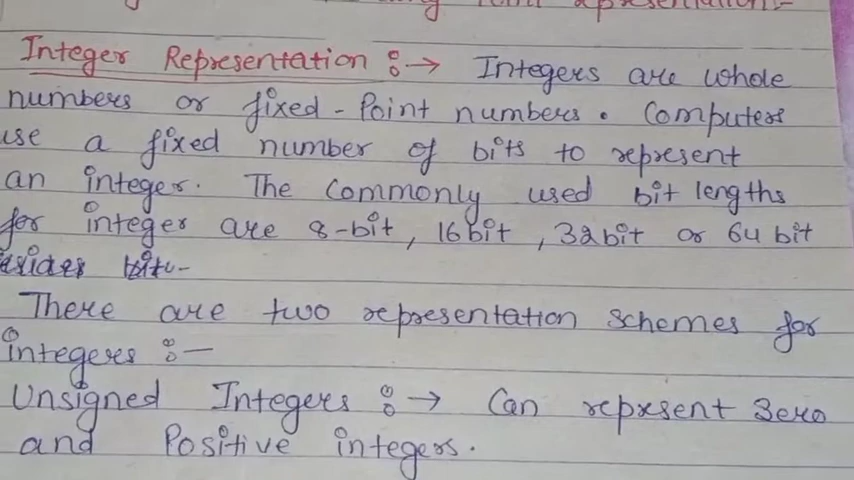 representation:-
Integer Representation :→ Integers are whole
numbers or fixed-Point numbers. Computers
use a fixed number of bits to represent
an integer. The commonly used bit lengths
for integer are 8-bit, 16bit, 32bit or 64 bit
There are two representation schemes for
integers :-
Unsigned Integers :→ Can represent zero
and Positive integers.